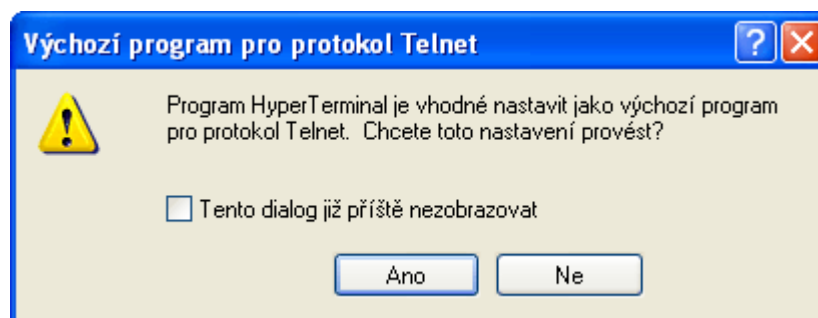 Výchozí program pro protokol Telnet
Program HyperTerminal je vhodné nastavit jako výchozí program
pro protokol Telnet. Chcete toto nastavení provést?
Tento dialog již příště nezobrazovat
Ano
Ne